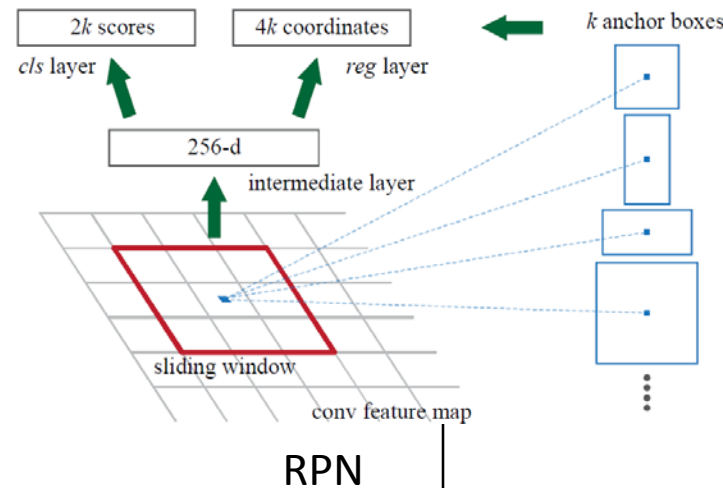 2k scores
4k coordinates
k anchor boxes
cls layer
reg layer
256-d
intermediate layer
sliding window
conv feature map
RPN